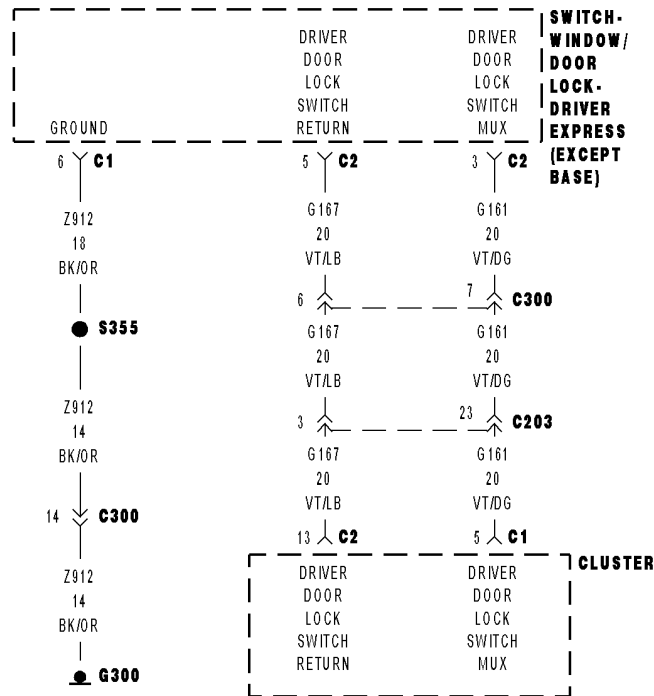 SWITCH-
WINDOW/
DOOR
LOCK-
DRIVER
EXPRESS
(EXCEPT
BASE)
DRIVER DRIVER
DOOR DOOR
LOCK LOCK
SWITCH SWITCH
GROUND RETURN MUX
6 C1 5 C2 3 C2
Z912 G167 G161
18 20 20
BK/OR VT/LB VT/DG
6 7 C300
S355 G167 G161
20 20
VT/LB VT/DG
Z912
14
BK/OR
3 23 C203
G167 G161
20 20
VT/LB VT/DG
14 C300
13 C2 5 C1
CLUSTER
Z912
14
BK/OR
DRIVER DRIVER
DOOR DOOR
LOCK LOCK
SWITCH SWITCH
RETURN MUX
G300